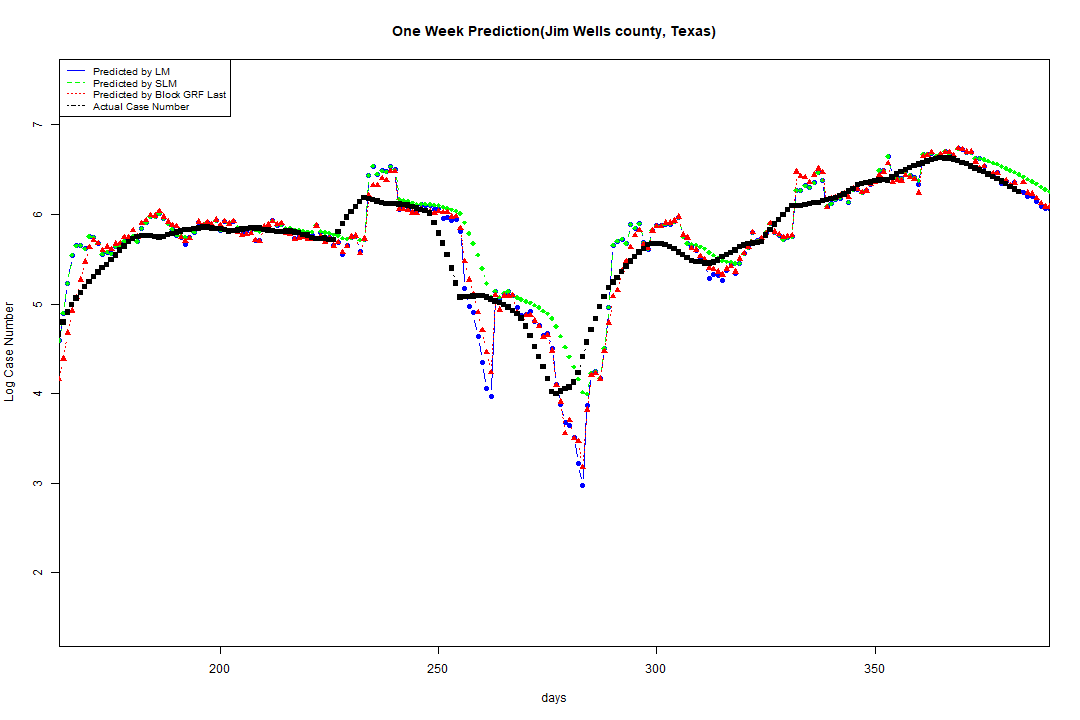 One Week Prediction(Jim Wells county, Texas)
Predicted by LM
Predicted by SLM
Predicted by Block GRF Last
Actual Case Number
7
6
5
4
3
2
Log Case Number
200
250
300
350
days